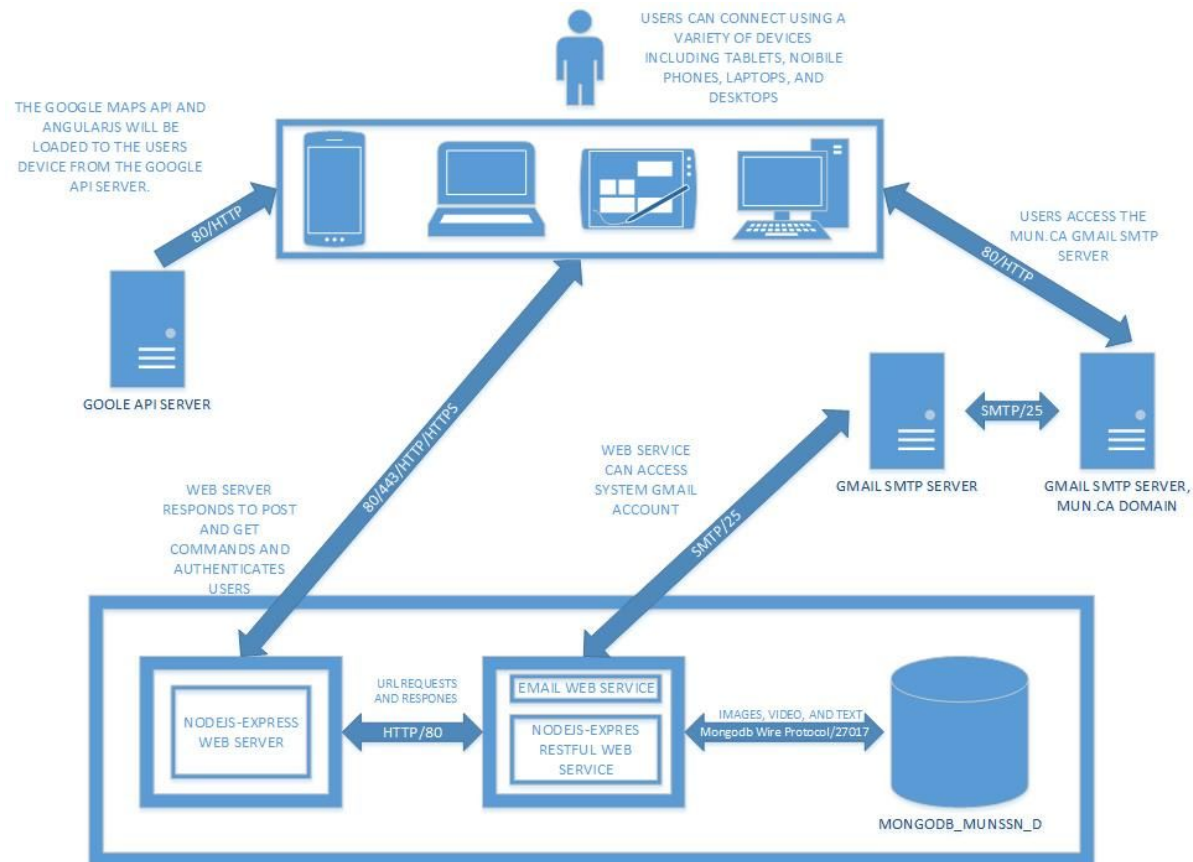 USERS CAN CONNECT USING A
VARIETY OF DEVICES
INCLUDING TABLETS, NOIBILE
PHONES, LAPTOPS, AND
DESKTOPS
THE GOOGLE MAPS API AND
ANGULARJS WILL BE
LOADED TO THE USERS
DEVICE FROM THE GOOGLE
API SERVER.
80/HTTP
USERS ACCESS THE
MUN.CA GMAIL SMTP
SERVER
80/HTTP
GOOLE API SERVER
SMTP/25
GMAIL SMTP SERVER
GMAIL SMTP SERVER,
MUN.CA DOMAIN
80/443/HTTP/HTTPS
WEB SERVICE
CAN ACCESS
SYSTEM GMAIL
ACCOUNT
SMTP/25
WEB SERVER
RESPONDS TO POST
AND GET
COMMANDS AND
AUTHENTICATES
USERS
NODEJS-EXPRESS
WEB SERVER
URL REQUESTS
AND RESPONES
HTTP/80
EMAIL WEB SERVICE
NODEJS-EXPRES
RESTFUL WEB
SERVICE
IMAGES, VIDEO, AND TEXT
Mongodb Wire Protocol/27017
MONGODB_MUNSSN_D